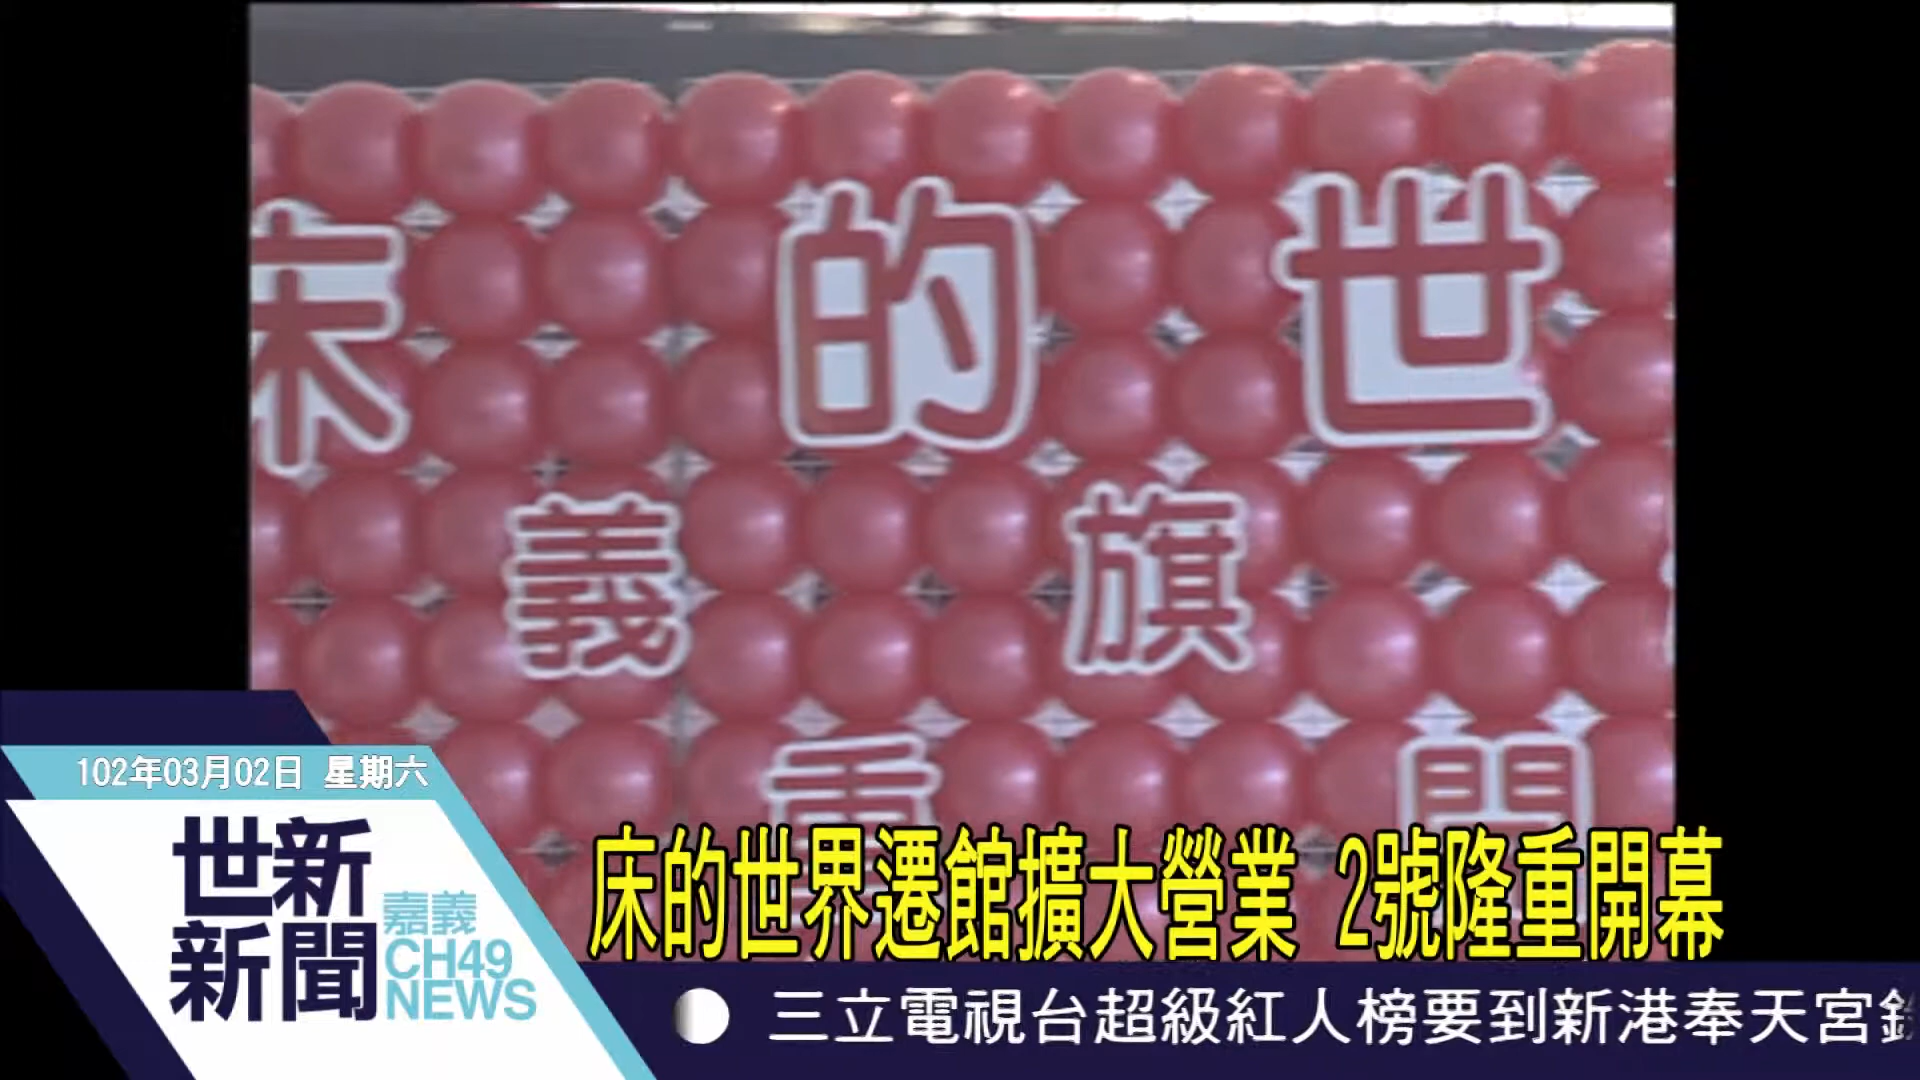 床的世
義 旗
重 開
102年03月02日 星期六
世新
新聞
嘉義
CH49
NEWS
床的世界遷館擴大營業 2號隆重開幕
三立電視台超級紅人榜要到新港奉天宮